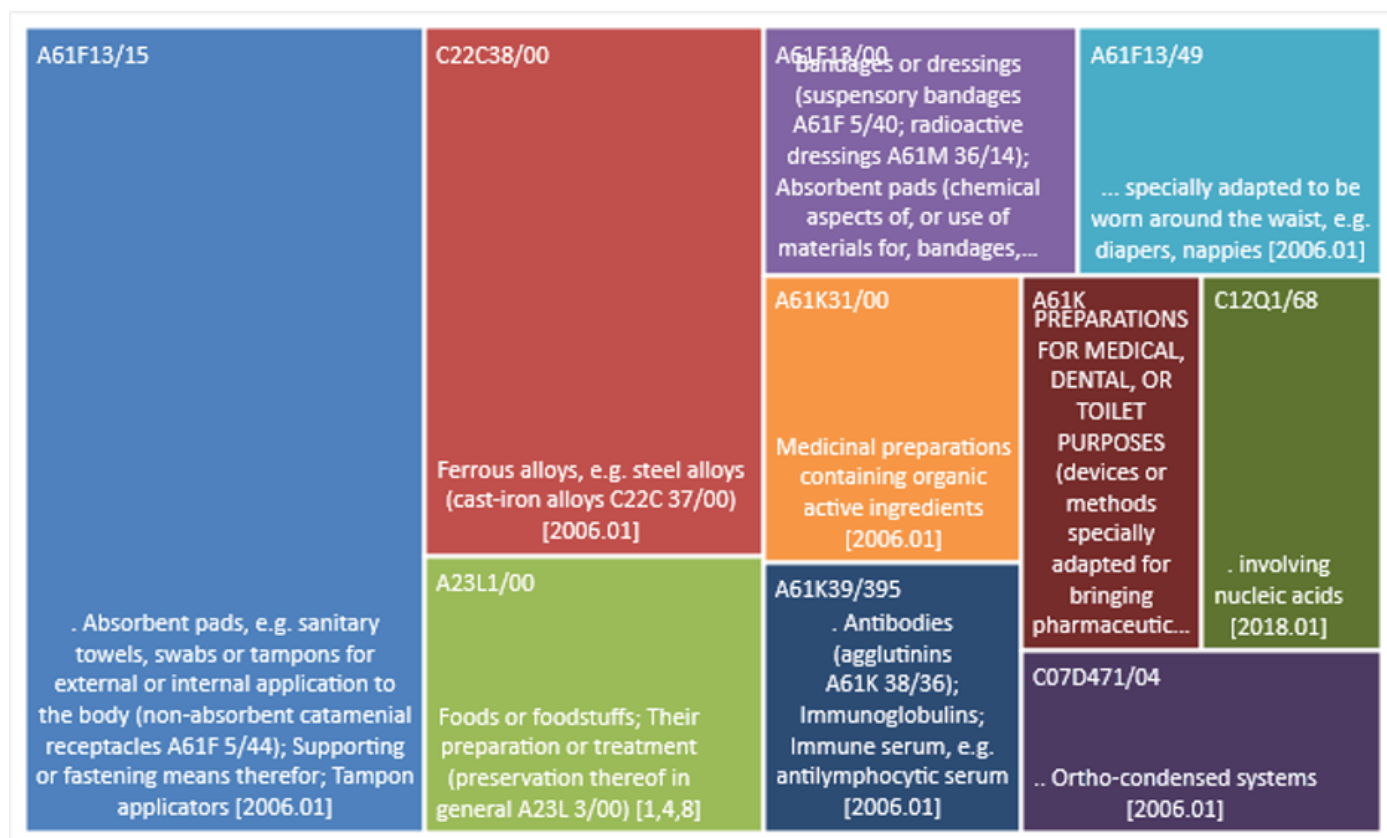 A61F13/15
. Absorbent pads, e.g. sanitary
towels, swabs or tampons for
external or internal application to
the body (non-absorbent catamenial
receptacles A61F 5/44); Supporting
or fastening means therefor; Tampon
applicators [2006.01]
C22C38/00
Ferrous alloys, e.g. steel alloys
(cast-iron alloys C22C 37/00)
[2006.01]
A23L1/00
Foods or foodstuffs; Their
preparation or treatment
(preservation thereof in
general A23L 3/00) [1,4,8]
A61F13/00
Bandages or dressings
(suspensory bandages
A61F 5/40; radioactive
dressings A61M 36/14);
Absorbent pads (chemical
aspects of, or use of
materials for, bandages,...
A61F13/49
... specially adapted to be
worn around the waist, e.g.
diapers, nappies [2006.01]
A61K31/00
Medicinal preparations
containing organic
active ingredients
[2006.01]
A61K
PREPARATIONS
FOR MEDICAL,
DENTAL, OR
TOILET
PURPOSES
(devices or
methods
specially
adapted for
bringing
pharmaceutic...
C12Q1/68
. involving
nucleic acids
[2018.01]
A61K39/395
. Antibodies
(agglutinins
A61K 38/36);
Immunoglobulins;
Immune serum, e.g.
antilymphocytic serum
[2006.01]
C07D471/04
.. Ortho-condensed systems
[2006.01]